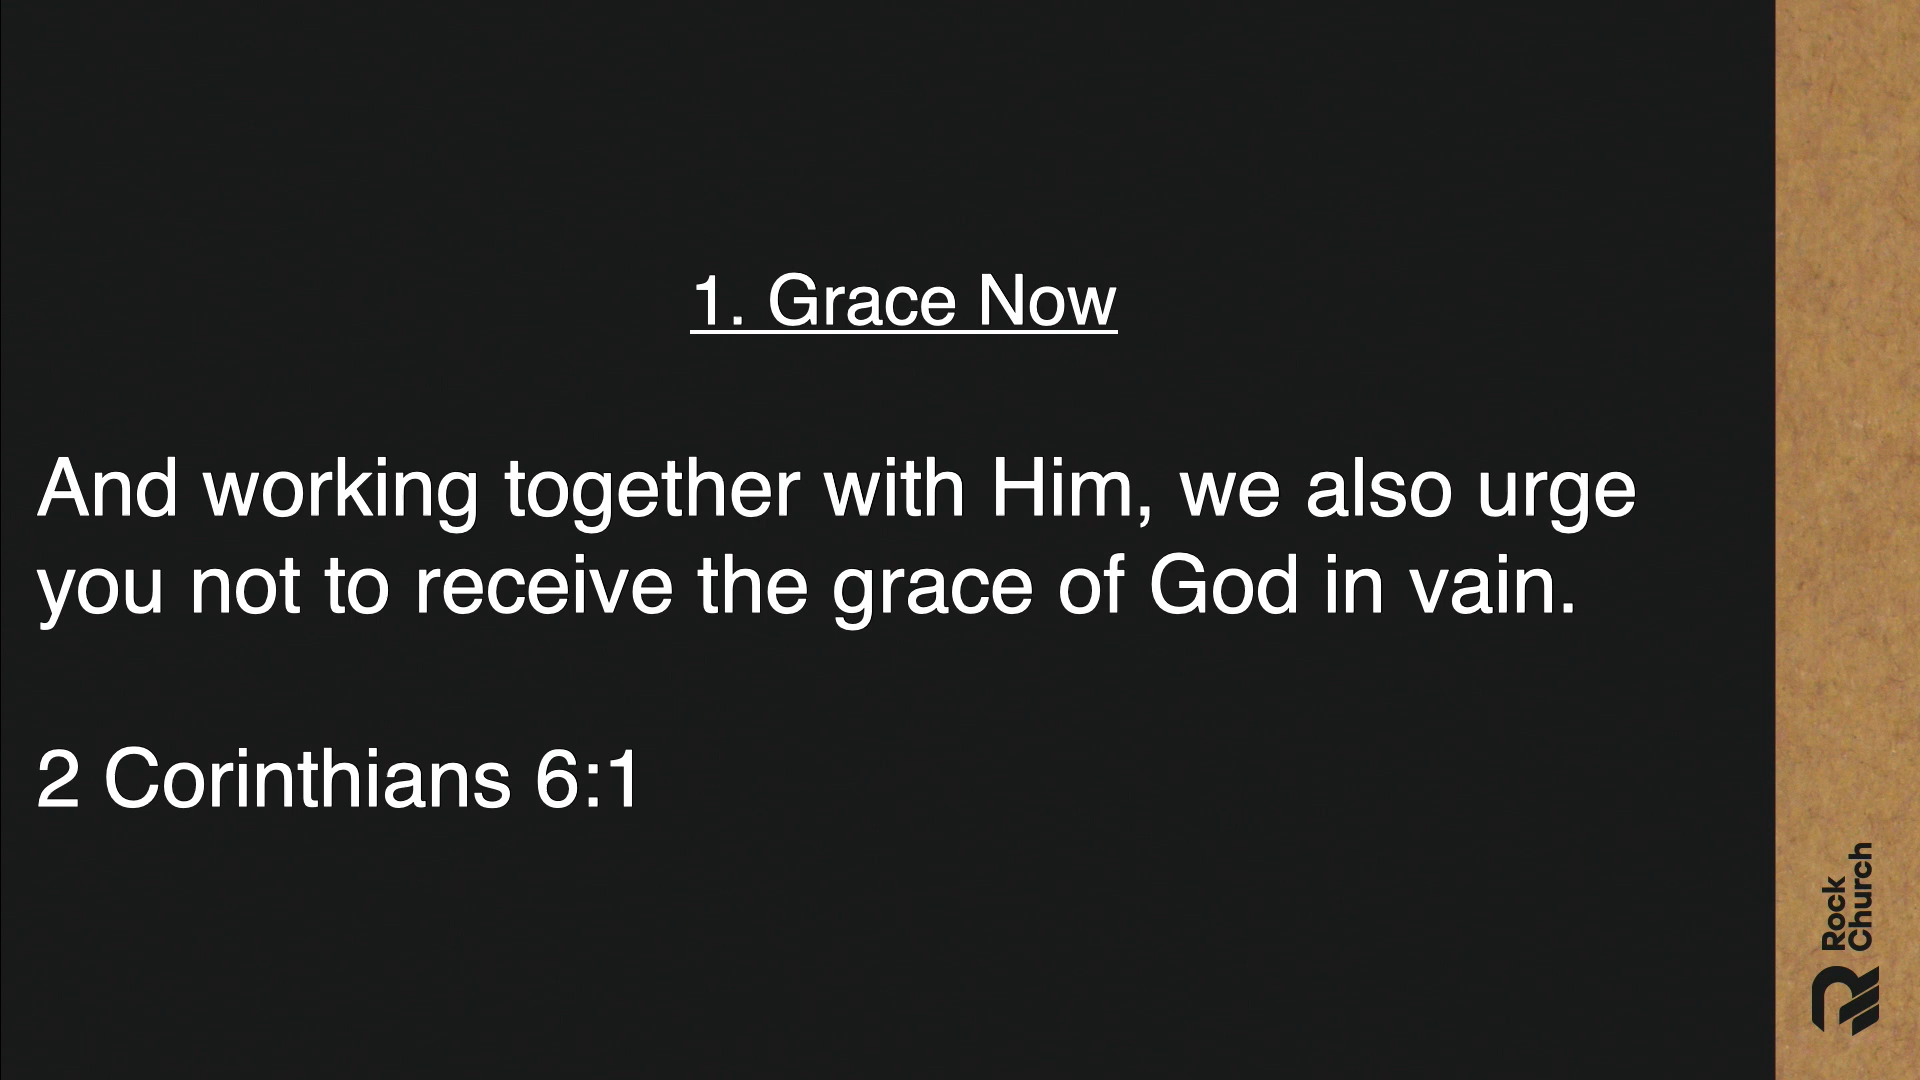 1. Grace Now
And working together with Him, we also urge
you not to receive the grace of God in vain.
2 Corinthians 6:1
Rock
Church